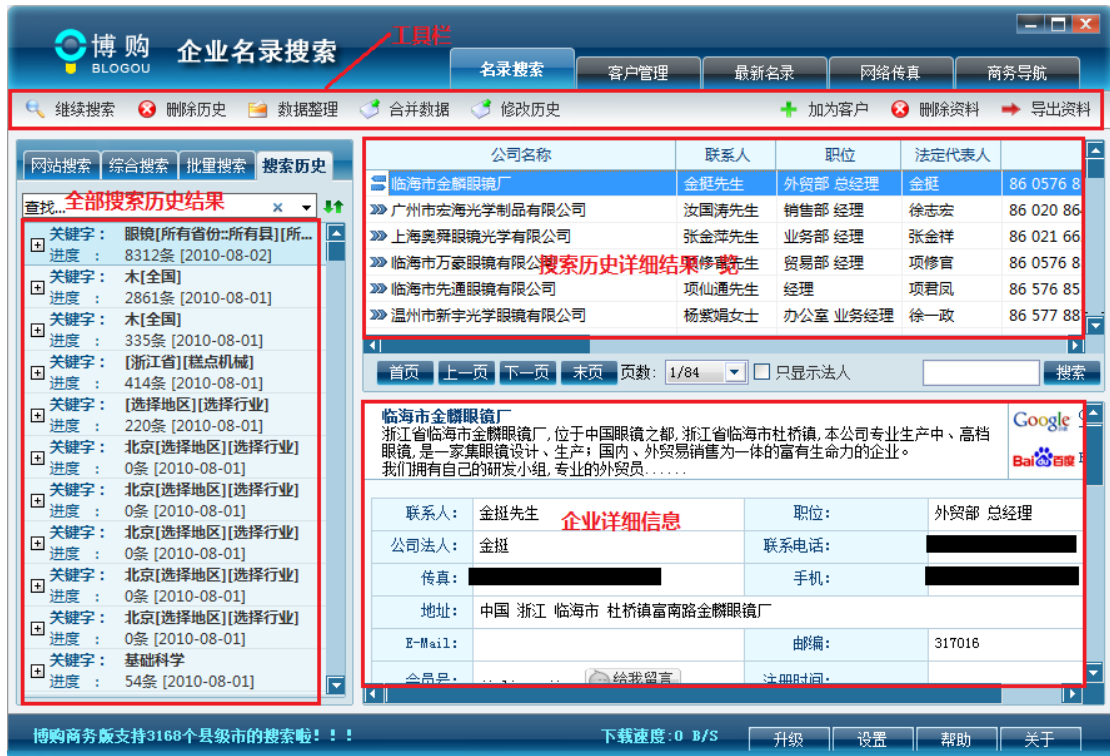 博购
BLOGOU
企业名录搜索
工具栏
名录搜索 客户管理 最新名录 网络传真 商务导航
继续搜索 删除历史 数据整理 合并数据 修改历史 加为客户 删除资料 导出资料
网站搜索 综合搜索 批量搜索 搜索历史
查找...
全部搜索历史结果
关键字： 眼镜[所有省份::所有县][所...
进度 ： 8312条 [2010-08-02]
关键字： 木[全国]
进度 ： 2861条 [2010-08-01]
关键字： 木[全国]
进度 ： 335条 [2010-08-01]
关键字： [浙江省][糕点机械]
进度 ： 414条 [2010-08-01]
关键字： [选择地区][选择行业]
进度 ： 220条 [2010-08-01]
关键字： 北京[选择地区][选择行业]
进度 ： 0条 [2010-08-01]
关键字： 北京[选择地区][选择行业]
进度 ： 0条 [2010-08-01]
关键字： 北京[选择地区][选择行业]
进度 ： 0条 [2010-08-01]
关键字： 北京[选择地区][选择行业]
进度 ： 0条 [2010-08-01]
关键字： 北京[选择地区][选择行业]
进度 ： 0条 [2010-08-01]
关键字： 基础科学
进度 ： 54条 [2010-08-01]
公司名称 联系人 职位 法定代表人
临海市金麟眼镜厂 金挺先生 外贸部 总经理 金挺 86 0576 8
广州市宏海光学制品有限公司 汝国涛先生 销售部 经理 徐志宏 86 020 864
上海奥舜眼镜光学有限公司 张金萍先生 业务部 经理 张金祥 86 021 66
临海市万豪眼镜有限公 修官先生 贸易部 经理 项修官 86 0576 8
搜索历史详细结果一览
临海市先通眼镜有限公司 项仙通先生 经理 项君凤 86 576 85
温州市新宇光学眼镜有限公司 杨紫娟女士 办公室 业务经理 徐一政 86 577 88
首页 上一页 下一页 末页 页数: 1/84 只显示法人 搜索
临海市金麟眼镜厂
浙江省临海市金麟眼镜厂,位于中国眼镜之都,浙江省临海市杜桥镇,本公司专业生产中、高档
眼镜,是一家集眼镜设计、生产；国内、外贸易销售为一体的富有生命力的企业。
我们拥有自己的研发小组,专业的外贸员......
Google
Bai百度
企业详细信息
联系人: 金挺先生 职位: 外贸部 总经理
公司法人: 金挺 联系电话:
传真: 手机:
地址: 中国 浙江 临海市 杜桥镇富南路金麟眼镜厂
E-Mail: 邮编: 317016
会员号: 给我留言 注册时间:
博购商务版支持3168个县级市的搜索啦！！！ 下载速度:0 B/S 升级 设置 帮助 关于